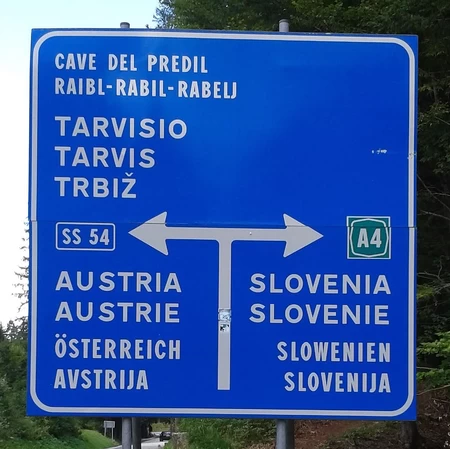 CAVE DEL PREDIL
RAIBL-RABIL-RABELJ
TARVISIO
TARVIS
TRBIŽ
SS 54
A4
AUSTRIA
AUSTRIE
ÖSTERREICH
AVSTRIJA
SLOVENIA
SLOVENIE
SLOWENIEN
SLOVENIJA